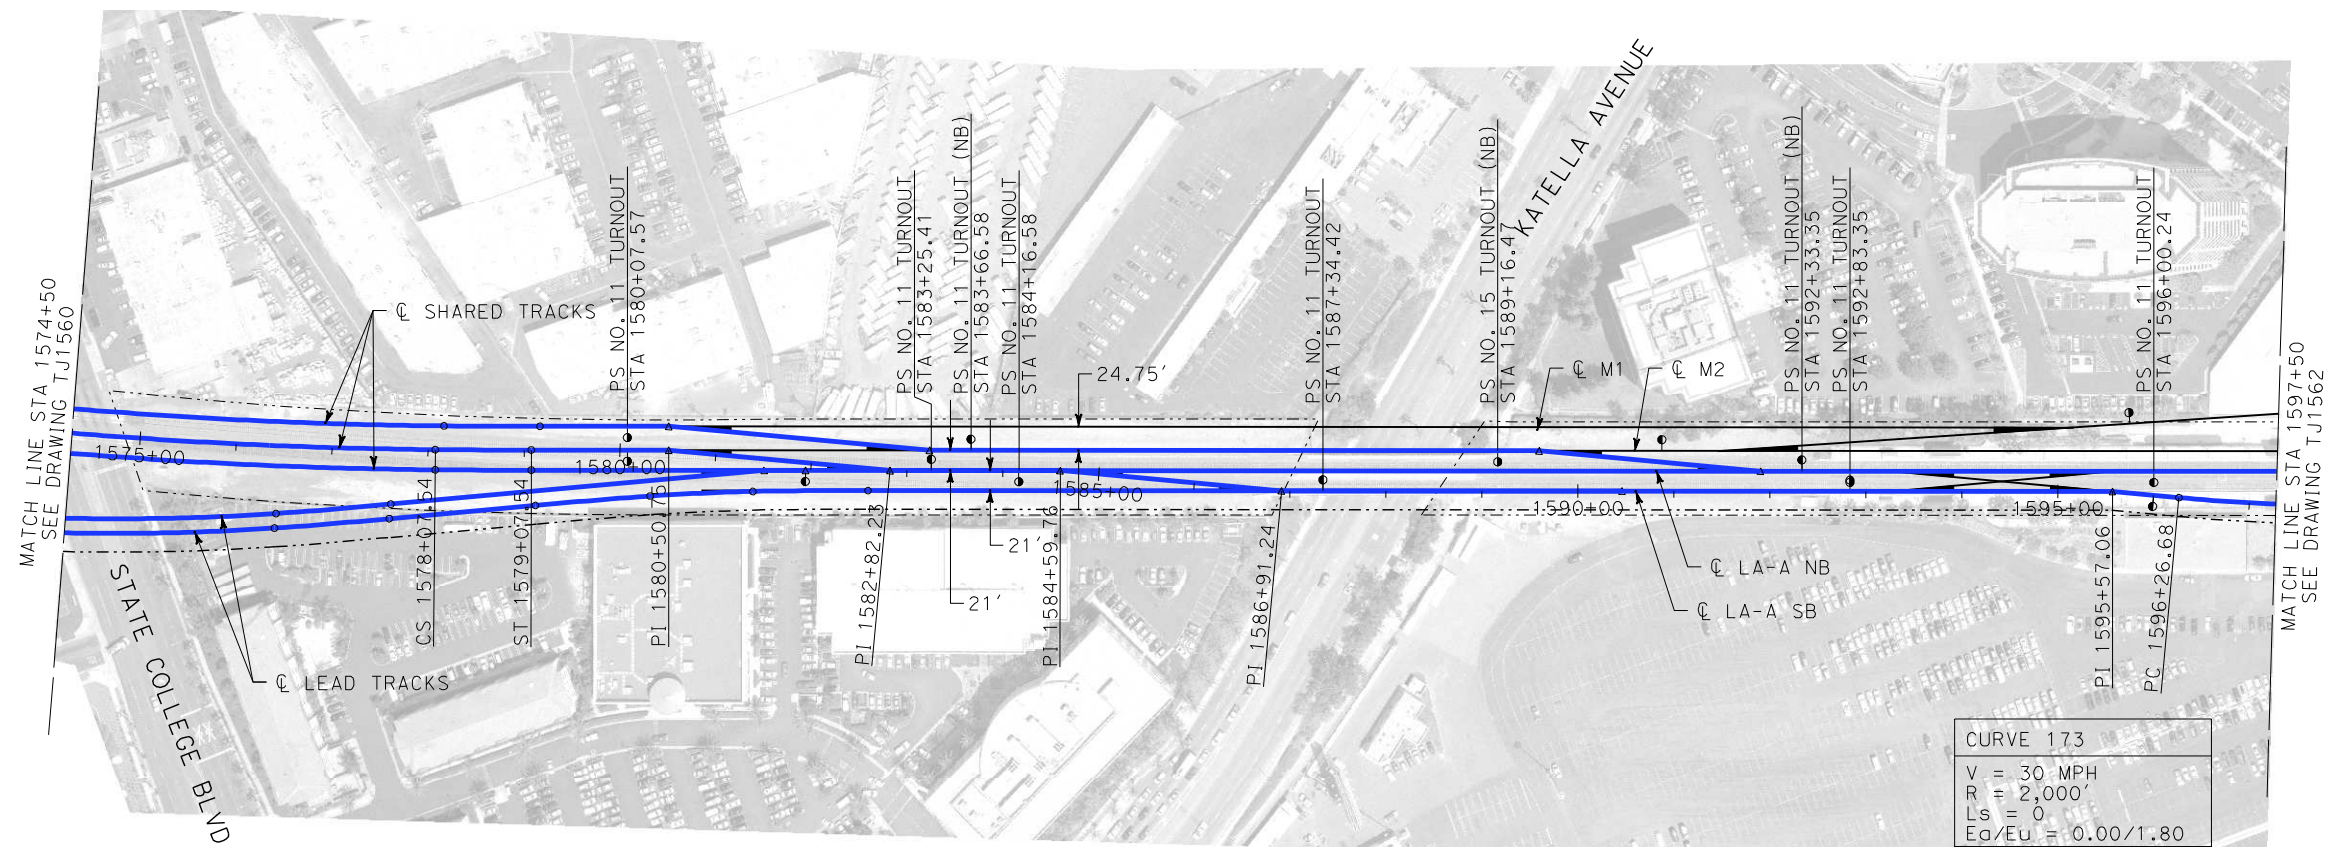 MATCH LINE STA 1574+50
SEE DRAWING TJ1560
℄ SHARED TRACKS
1575+00
1580+00
1585+00
1590+00
1595+00
PS NO. 11 TURNOUT
STA 1580+07.57
PS NO. 11 TURNOUT
STA 1583+25.41
PS NO. 11 TURNOUT (NB)
STA 1583+66.58
PS NO. 11 TURNOUT
STA 1584+16.58
24.75'
PS NO. 11 TURNOUT
STA 1587+34.42
PS NO. 15 TURNOUT (NB)
STA 1589+16.47
KATELLA AVENUE
℄ M1
℄ M2
PS NO. 11 TURNOUT (NB)
STA 1592+33.35
PS NO. 11 TURNOUT
STA 1592+83.35
PS NO. 11 TURNOUT
STA 1596+00.24
MATCH LINE STA 1597+50
SEE DRAWING TJ1562
STATE COLLEGE BLVD
℄ LEAD TRACKS
CS 1578+07.54
ST 1579+07.54
PI 1580+50.75
PI 1582+82.23
21'
21'
PI 1584+59.76
PI 1586+91.24
℄ LA-A NB
℄ LA-A SB
PI 1595+57.06
PC 1596+26.68
CURVE 173
V = 30 MPH
R = 2,000'
Ls = 0
Ea/Eu = 0.00/1.80